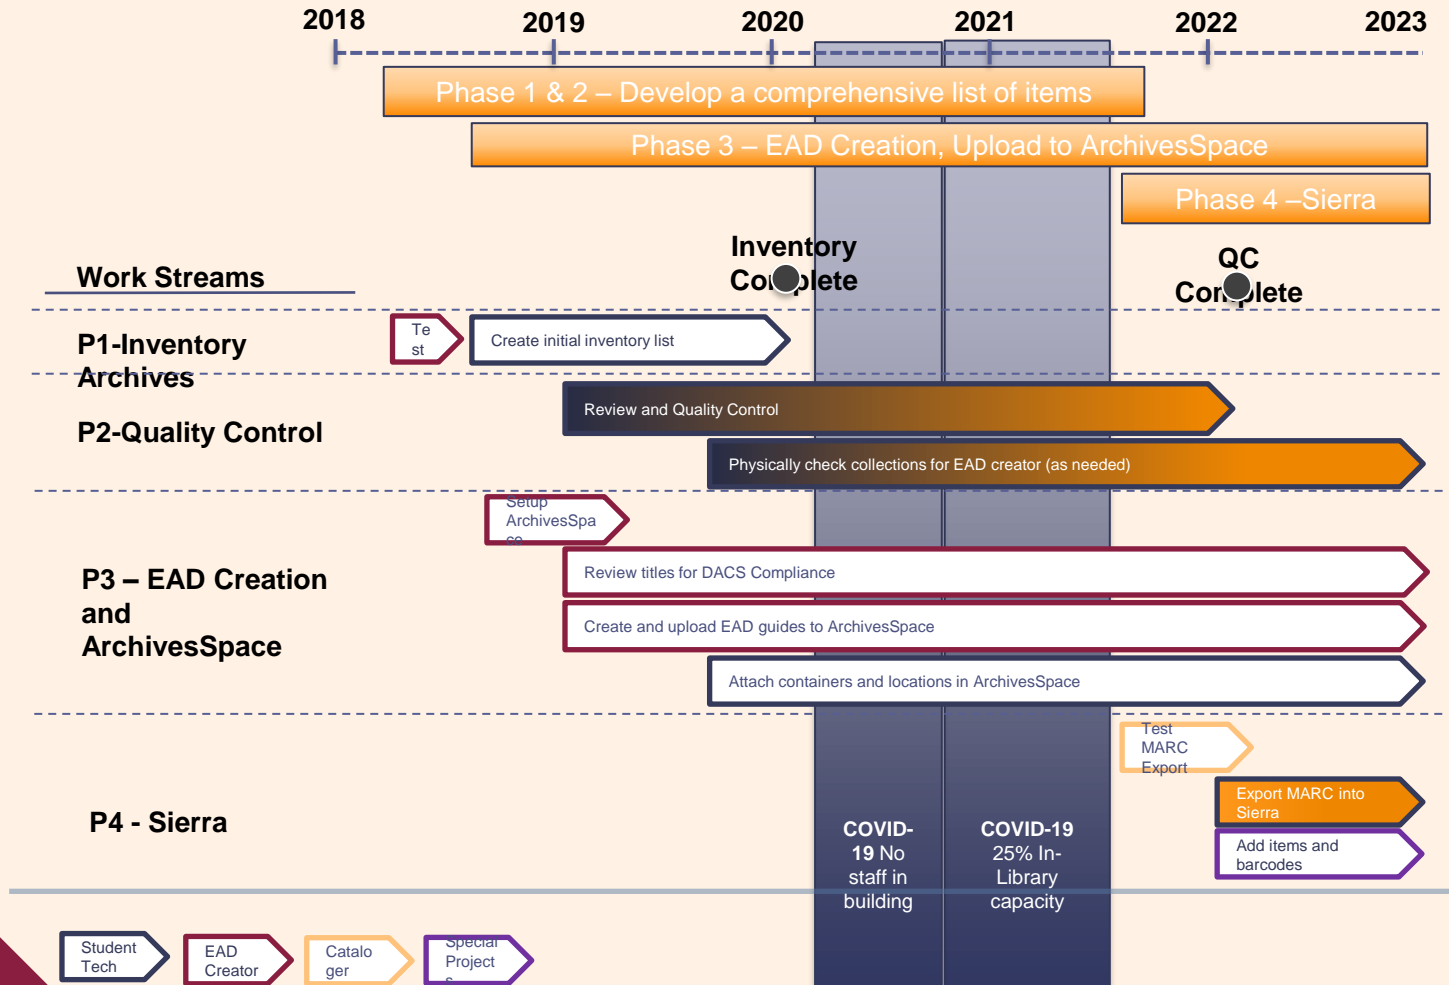 2018 2019 2020 2021 2022 2023
Phase 1 & 2 – Develop a comprehensive list of items
Phase 3 – EAD Creation, Upload to ArchivesSpace
Phase 4 –Sierra
Inventory
Complete
QC
Complete
Work Streams
P1-Inventory
Archives
Te
st
Create initial inventory list
P2-Quality Control
Review and Quality Control
Physically check collections for EAD creator (as needed)
P3 – EAD Creation
and
ArchivesSpace
Setup
ArchivesSpa
ce
Review titles for DACS Compliance
Create and upload EAD guides to ArchivesSpace
Attach containers and locations in ArchivesSpace
P4 - Sierra
Test
MARC
Export
Export MARC into
Sierra
Add items and
barcodes
COVID-
19 No
staff in
building
COVID-19
25% In-
Library
capacity
Student
Tech
EAD
Creator
Catalo
ger
Special
Project
s